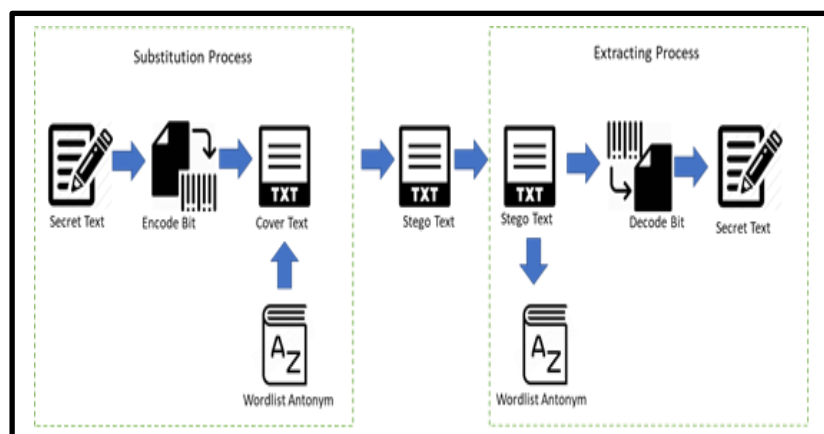 Substitution Process
Extracting Process
TXT
TXT
TXT
Secret Text
Encode Bit
Cover Text
Stego Text
Stego Text
Decode Bit
Secret Text
AZ
Wordlist Antonym
AZ
Wordlist Antonym